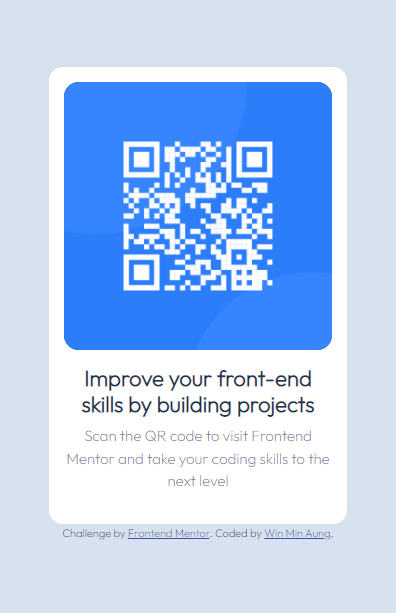 Improve your front-end
skills by building projects
Scan the QR code to visit Frontend
Mentor and take your coding skills to the
next level
Challenge by Frontend Mentor. Coded by Win Min Aung.